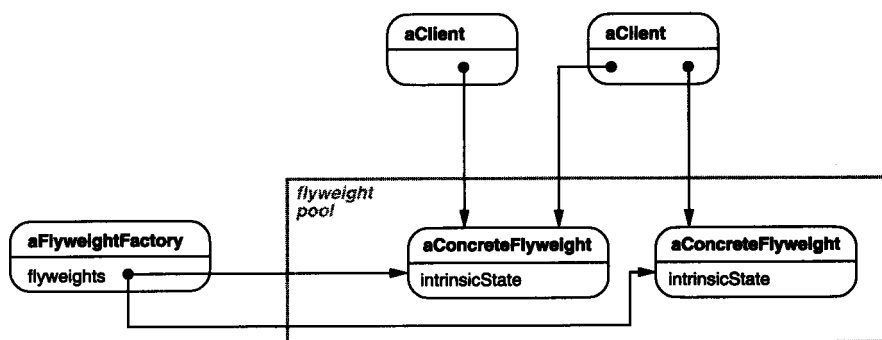 aClient
aClient
flyweight
pool
aFlyweightFactory
flyweights
aConcreteFlyweight
intrinsicState
aConcreteFlyweight
intrinsicState